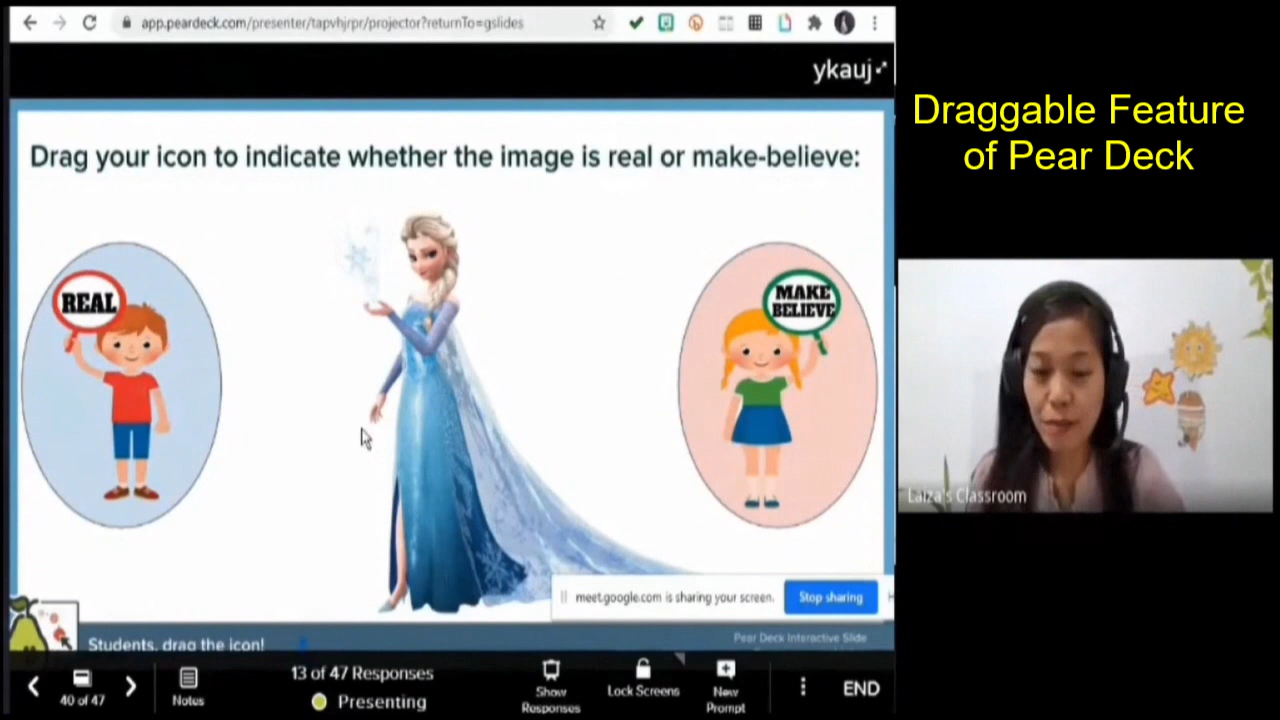 app.peardeck.com/presenter/tapvhjrpr/projector?returnTo=gslides
ykauj
Draggable Feature
of Pear Deck
Drag your icon to indicate whether the image is real or make-believe:
REAL
MAKE
BELIEVE
Laiza's Classroom
meet.google.com is sharing your screen.
Stop sharing
Students, drag the icon!
Pear Deck Interactive Slide
40 of 47
Notes
13 of 47 Responses
Presenting
Show
Responses
Lock Screens
New
Prompt
END